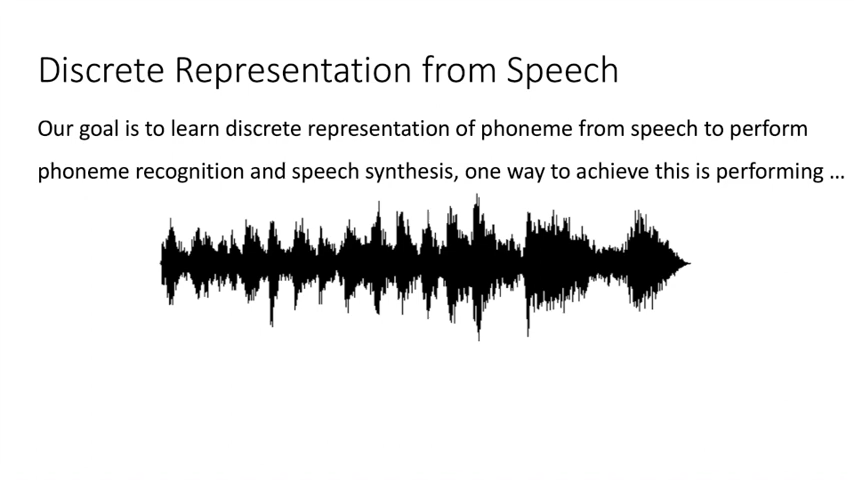 Discrete Representation from Speech
Our goal is to learn discrete representation of phoneme from speech to perform
phoneme recognition and speech synthesis, one way to achieve this is performing ...